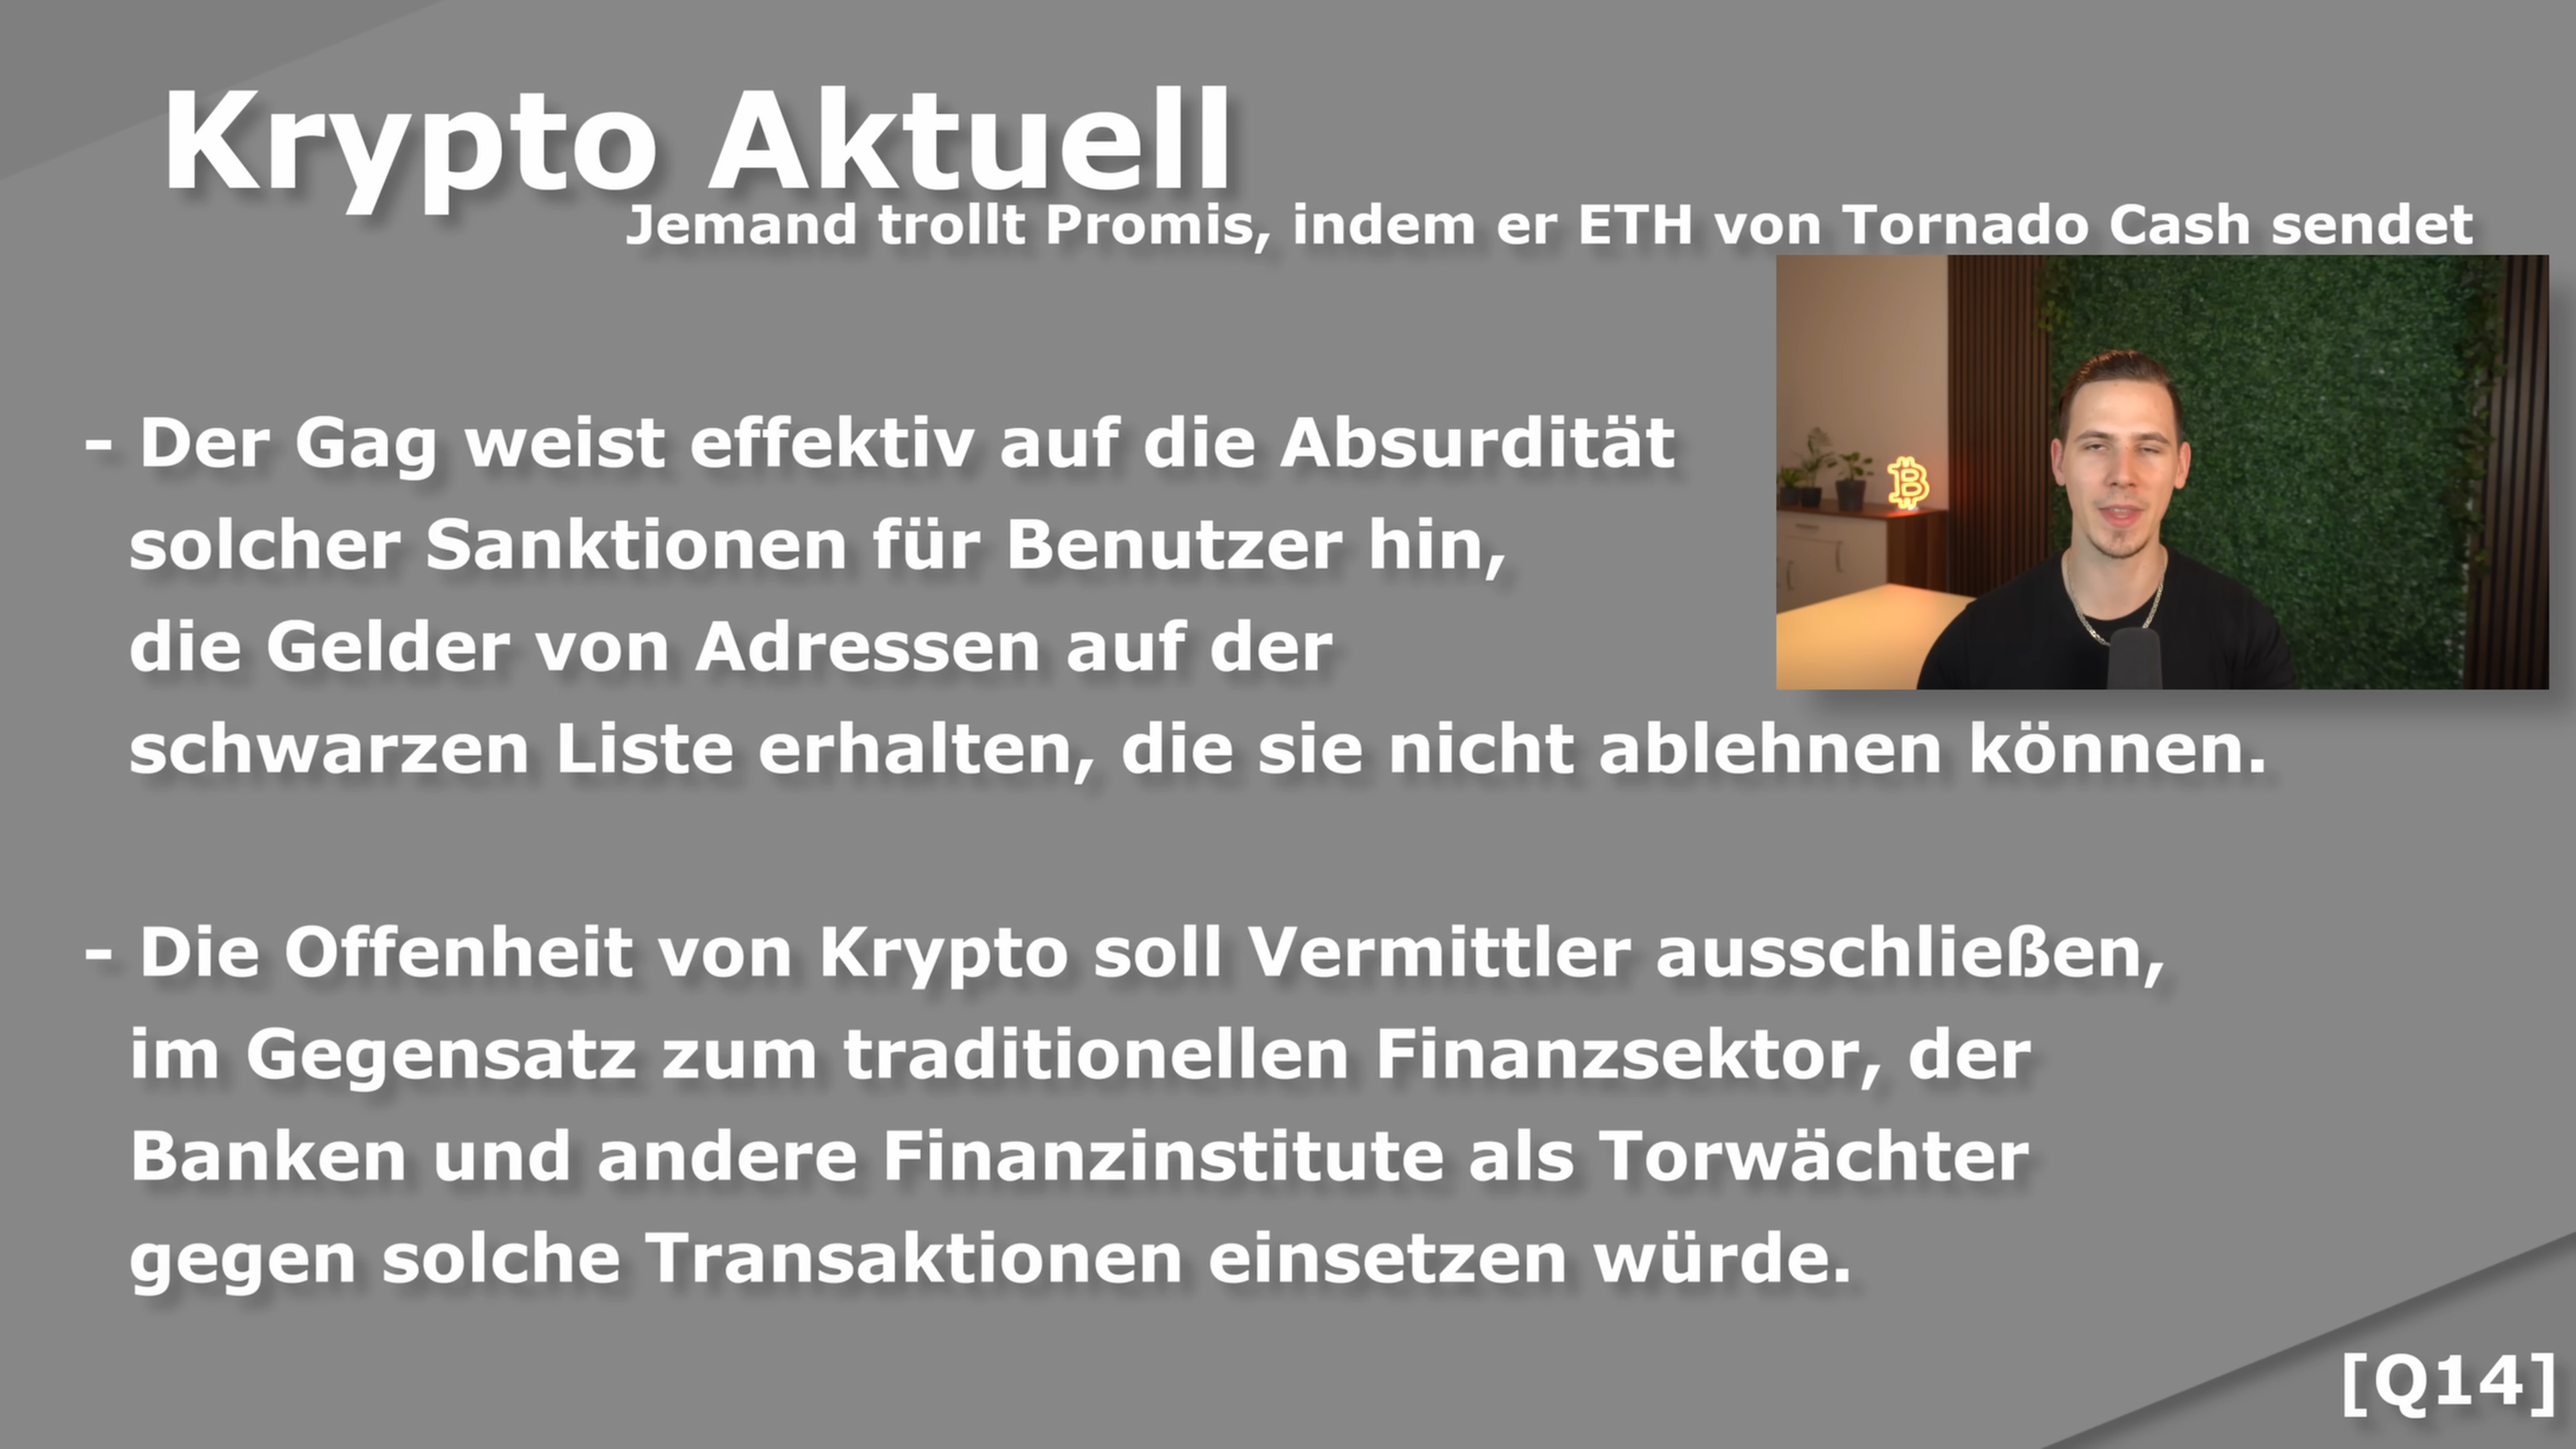 Krypto Aktuell
Jemand trollt Promis, indem er ETH von Tornado Cash sendet
- Der Gag weist effektiv auf die Absurdität
solcher Sanktionen für Benutzer hin,
die Gelder von Adressen auf der
schwarzen Liste erhalten, die sie nicht ablehnen können.
- Die Offenheit von Krypto soll Vermittler ausschließen,
im Gegensatz zum traditionellen Finanzsektor, der
Banken und andere Finanzinstitute als Torwächter
gegen solche Transaktionen einsetzen würde.
[Q14]